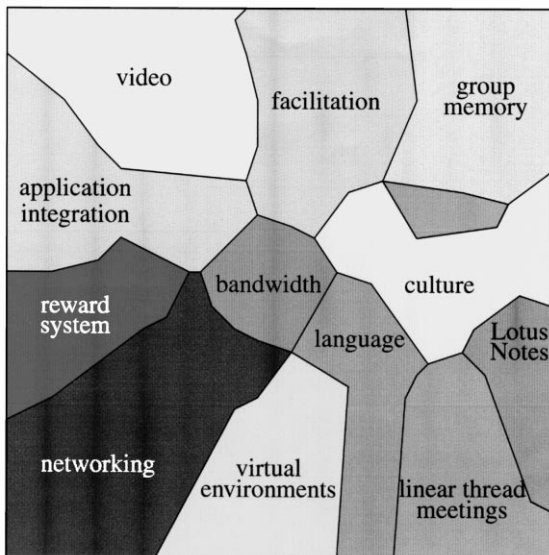 video
facilitation
group
memory
application
integration
bandwidth
culture
reward
system
language
Lotus
Notes
networking
virtual
environments
linear thread
meetings